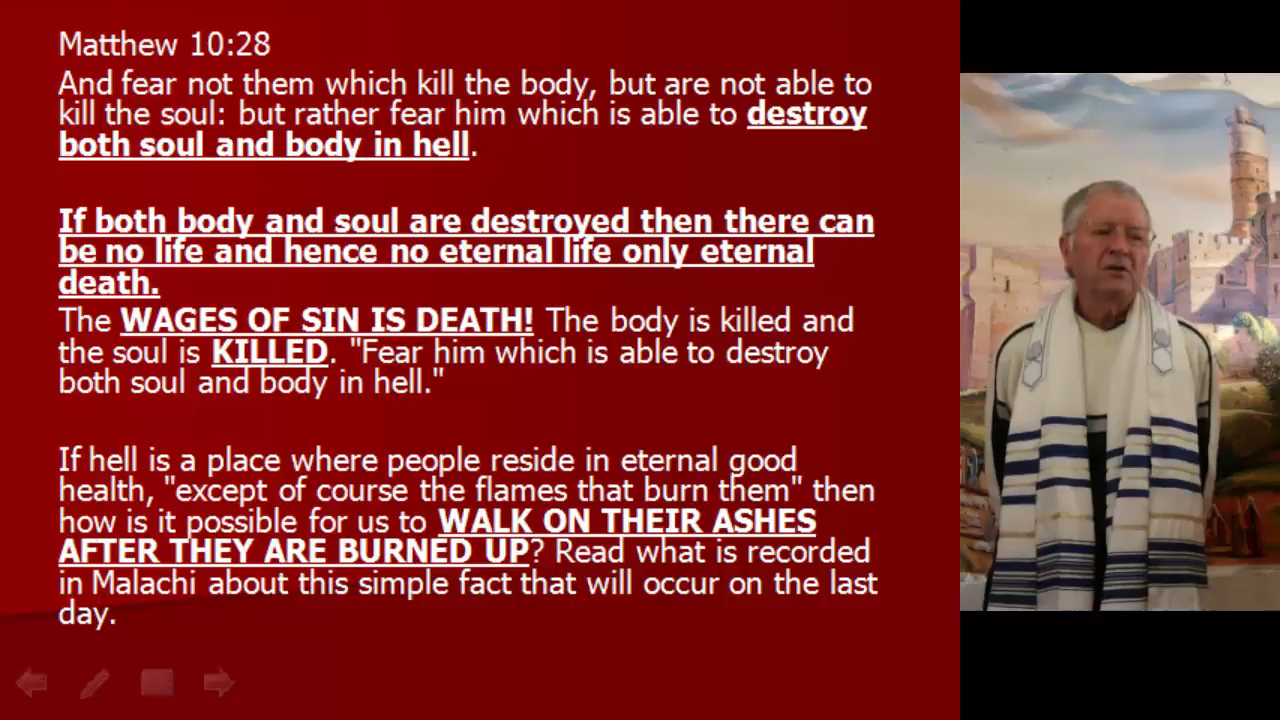 Matthew 10:28
And fear not them which kill the body, but are not able to
kill the soul: but rather fear him which is able to destroy
both soul and body in hell.
If both body and soul are destroyed then there can
be no life and hence no eternal life only eternal
death.
The WAGES OF SIN IS DEATH! The body is killed and
the soul is KILLED. "Fear him which is able to destroy
both soul and body in hell."
If hell is a place where people reside in eternal good
health, "except of course the flames that burn them" then
how is it possible for us to WALK ON THEIR ASHES
AFTER THEY ARE BURNED UP? Read what is recorded
in Malachi about this simple fact that will occur on the last
day.